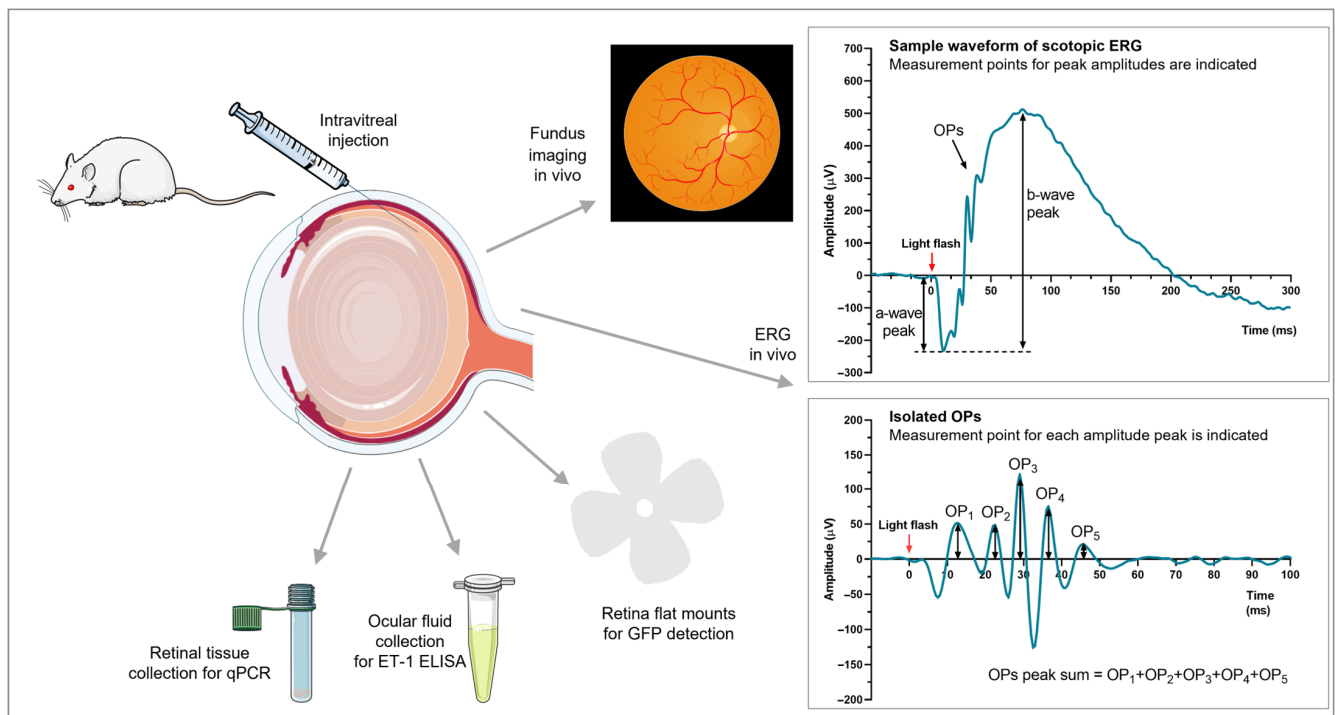 Intravitreal
injection
Fundus
imaging
in vivo
ERG
in vivo
Retina flat mounts
for GFP detection
Ocular fluid
collection
for ET-1 ELISA
Retinal tissue
collection for qPCR
Sample waveform of scotopic ERG
Measurement points for peak amplitudes are indicated
Amplitude (µV)
700
600
500
400
300
200
100
0
–100
–200
–300
OPs
b-wave
peak
Light flash
a-wave
peak
0
50
100
150
200
250
300
Time (ms)
Isolated OPs
Measurement point for each amplitude peak is indicated
Amplitude (µV)
200
150
100
50
0
–50
–100
–150
–200
Light flash
OP1
OP2
OP3
OP4
OP5
0
10
20
30
40
50
60
70
80
90
100
Time
(ms)
OPs peak sum = OP1+OP2+OP3+OP4+OP5